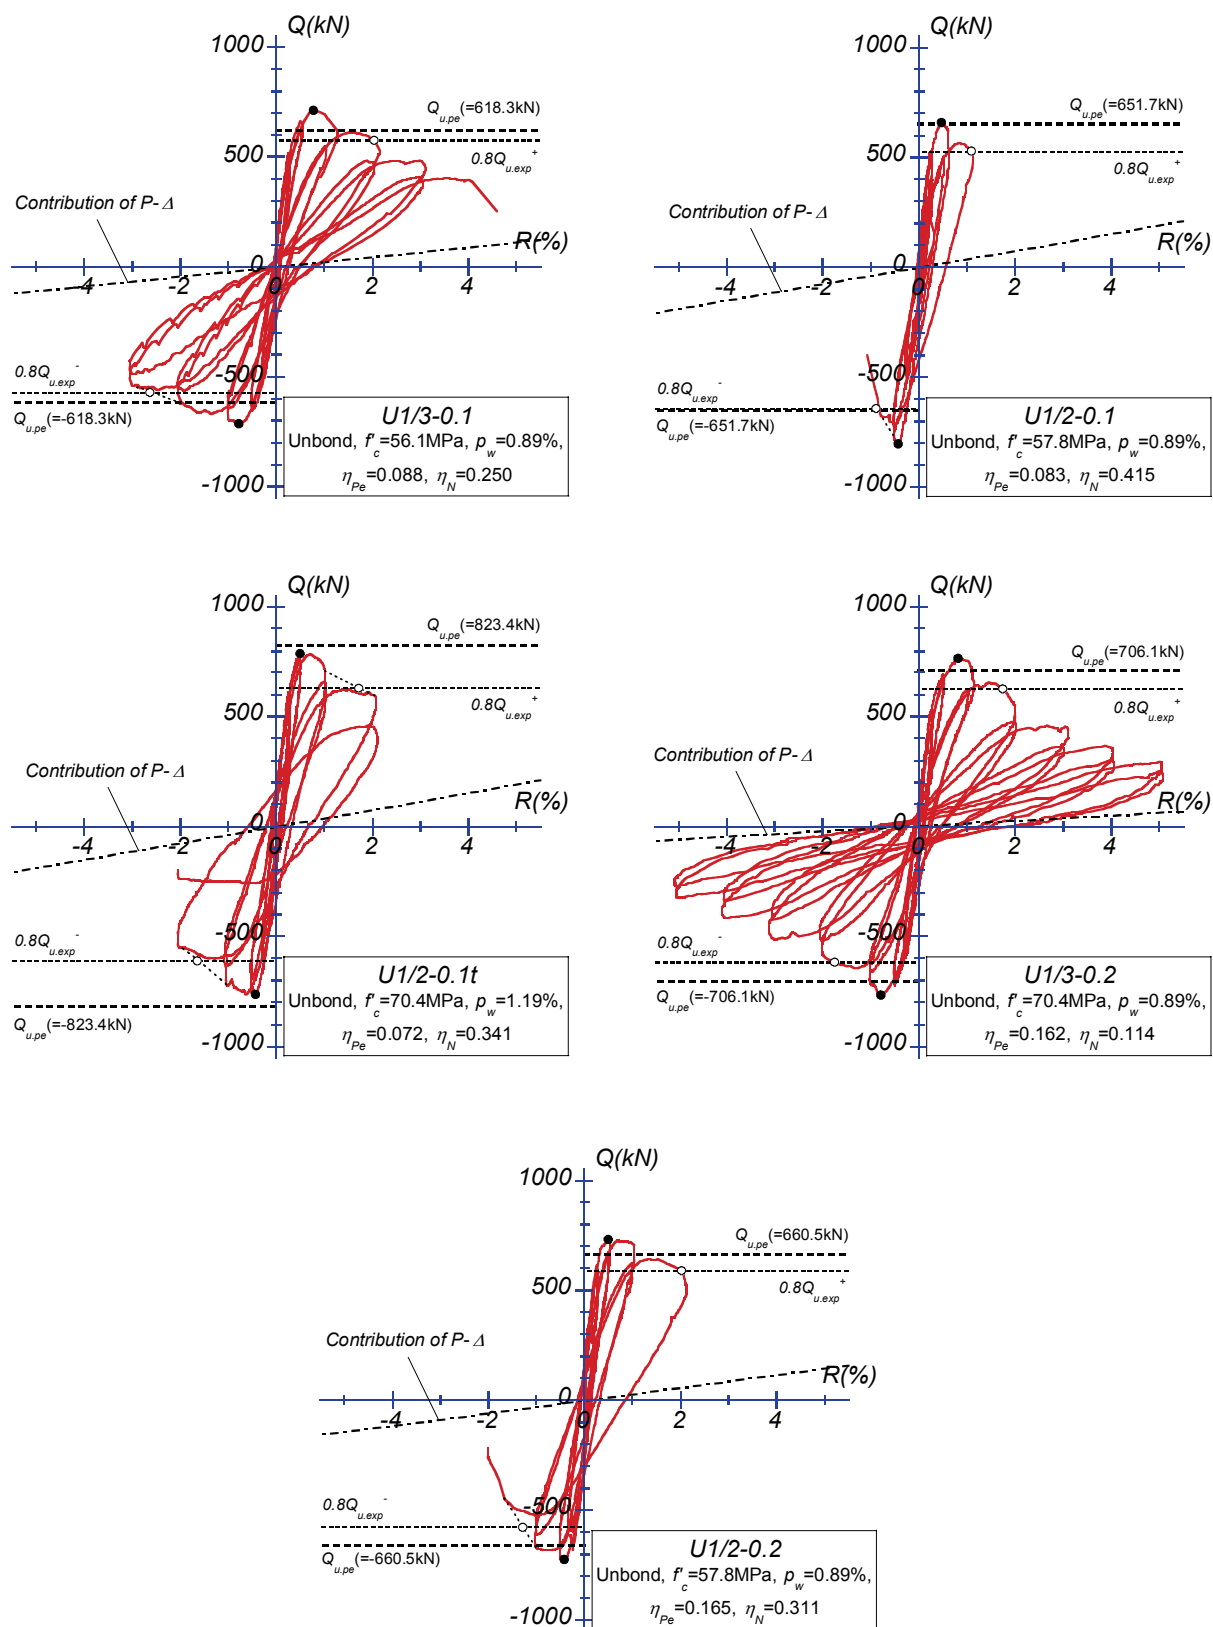 Q(kN)
1000
Q_u.pe(=618.3kN)
500
0.8Q_u.exp^+
Contribution of P-Δ
R(%)
-4 -2 0 0 2 4
0.8Q_u.exp^-
-500
Q_u.pe(=-618.3kN)
-1000
U1/3-0.1
Unbond, f'_c=56.1MPa, p_w=0.89%,
η_Pe=0.088, η_N=0.250
Q(kN)
1000
Q_u.pe(=651.7kN)
500
0.8Q_u.exp^+
Contribution of P-Δ
R(%)
-4 -2 0 0 2 4
0.8Q_u.exp^-
-500
Q_u.pe(=-651.7kN)
-1000
U1/2-0.1
Unbond, f'_c=57.8MPa, p_w=0.89%,
η_Pe=0.083, η_N=0.415
Q(kN)
1000
Q_u.pe(=823.4kN)
500
0.8Q_u.exp^+
Contribution of P-Δ
R(%)
-4 -2 0 0 2 4
0.8Q_u.exp^-
-500
Q_u.pe(=-823.4kN)
-1000
U1/2-0.1t
Unbond, f'_c=70.4MPa, p_w=1.19%,
η_Pe=0.072, η_N=0.341
Q(kN)
1000
Q_u.pe(=706.1kN)
500
0.8Q_u.exp^+
Contribution of P-Δ
R(%)
-4 -2 0 0 2 4
0.8Q_u.exp^-
-500
Q_u.pe(=-706.1kN)
-1000
U1/3-0.2
Unbond, f'_c=70.4MPa, p_w=0.89%,
η_Pe=0.162, η_N=0.114
Q(kN)
1000
Q_u.pe(=660.5kN)
500
0.8Q_u.exp^+
Contribution of P-Δ
R(%)
-4 -2 0 0 2 4
0.8Q_u.exp^-
-500
Q_u.pe(=-660.5kN)
-1000
U1/2-0.2
Unbond, f'_c=57.8MPa, p_w=0.89%,
η_Pe=0.165, η_N=0.311